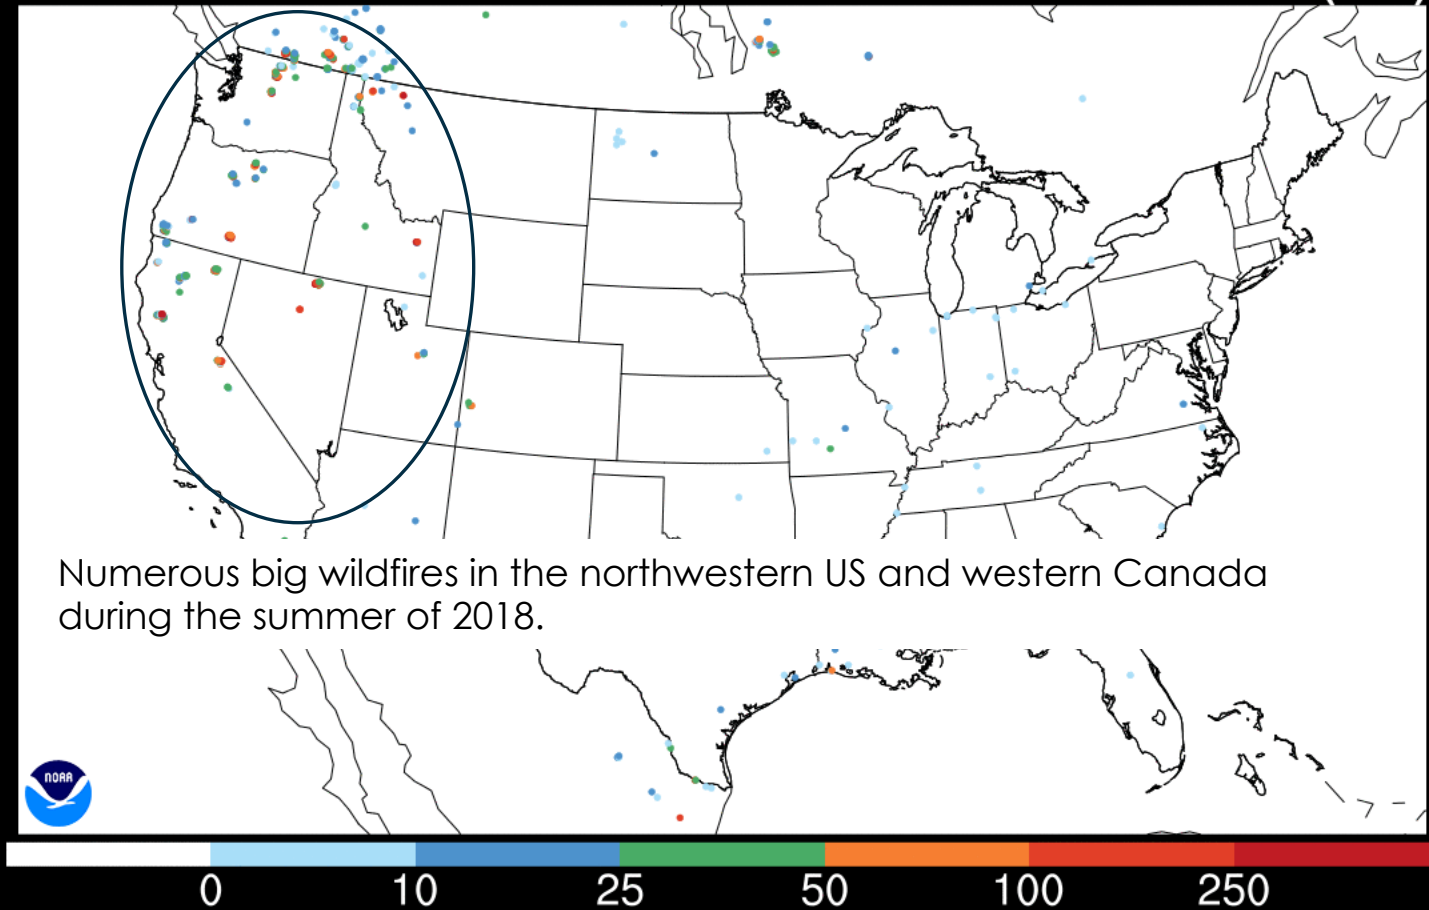 Numerous big wildfires in the northwestern US and western Canada
during the summer of 2018.
NOAA
0 10 25 50 100 250